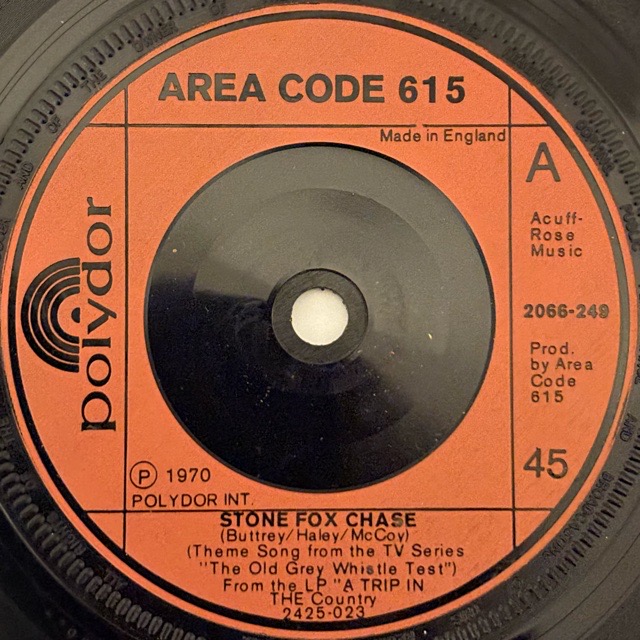 AREA CODE 615
Made in England
A
Acuff-
Rose
Music
2066-249
Prod.
by Area
Code
615
45
polydor
P 1970
POLYDOR INT.
STONE FOX CHASE
(Buttrey/Haley/McCoy)
(Theme Song from the TV Series
"The Old Grey Whistle Test")
From the LP "A TRIP IN
THE Country
2425-023